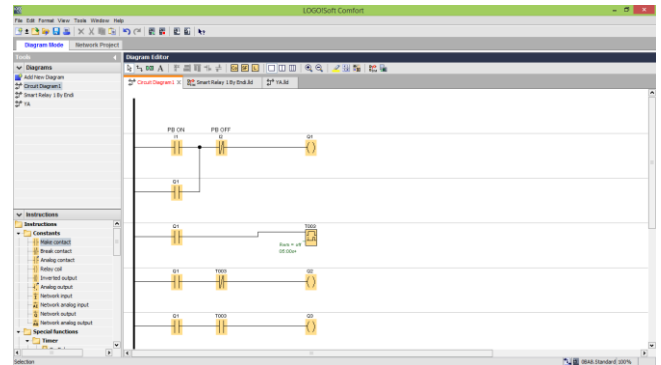 LOGO!Soft Comfort
File Edit Format View Tools Window Help
Diagram Mode Network Project
Tools
Diagram Editor
Diagrams
Add New Diagram
Circuit Diagram1
Smart Relay 1 By Endi
YA
Circuit Diagram1 Smart Relay 1 By Endi.lld YA.lld
PB ON PB OFF
I1 I2 Q1
Q1
Q1 T003
Rem = off
05:00s+
Q1 T003 Q2
Q1 T003 Q3
Instructions
Instructions
Constants
Make contact
Break contact
Analog contact
Relay coil
Inverted output
Analog output
Network input
Network analog input
Network output
Network analog output
Special functions
Timer
Selection
0BA8.Standard 100%